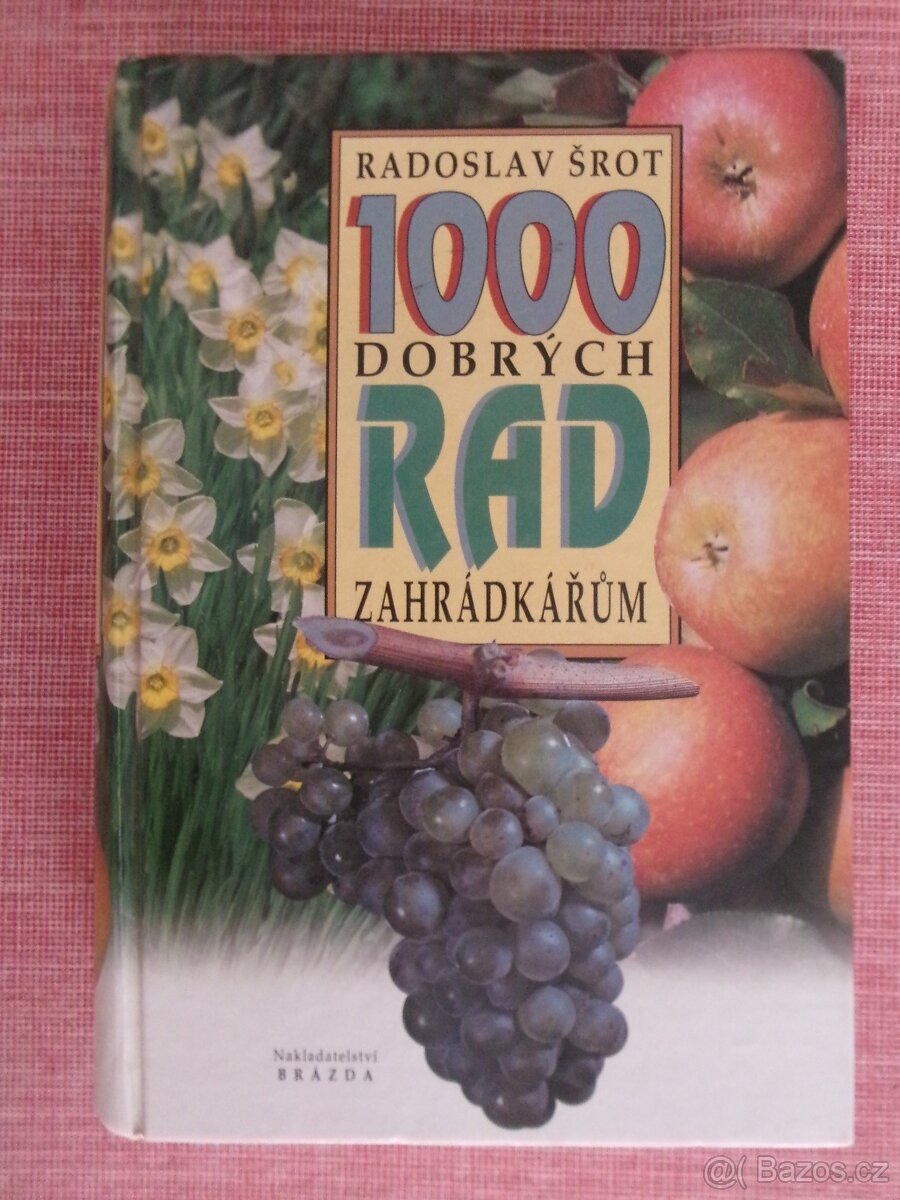 RADOSLAV ŠROT
1000
DOBRÝCH
RAD
ZAHRÁDKÁŘŮM
Nakladatelství
BRÁZDA
@ Bazos.cz